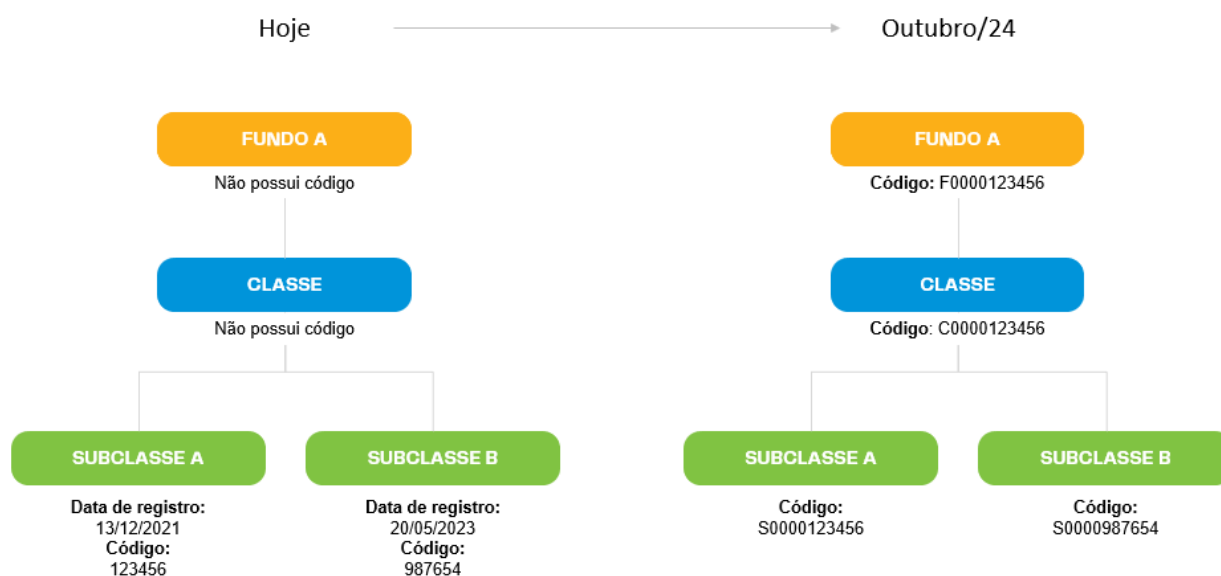 Hoje
Outubro/24
FUNDO A
Não possui código
CLASSE
Não possui código
SUBCLASSE A
Data de registro:
13/12/2021
Código:
123456
SUBCLASSE B
Data de registro:
20/05/2023
Código:
987654
FUNDO A
Código: F0000123456
CLASSE
Código: C0000123456
SUBCLASSE A
Código:
S0000123456
SUBCLASSE B
Código:
S0000987654